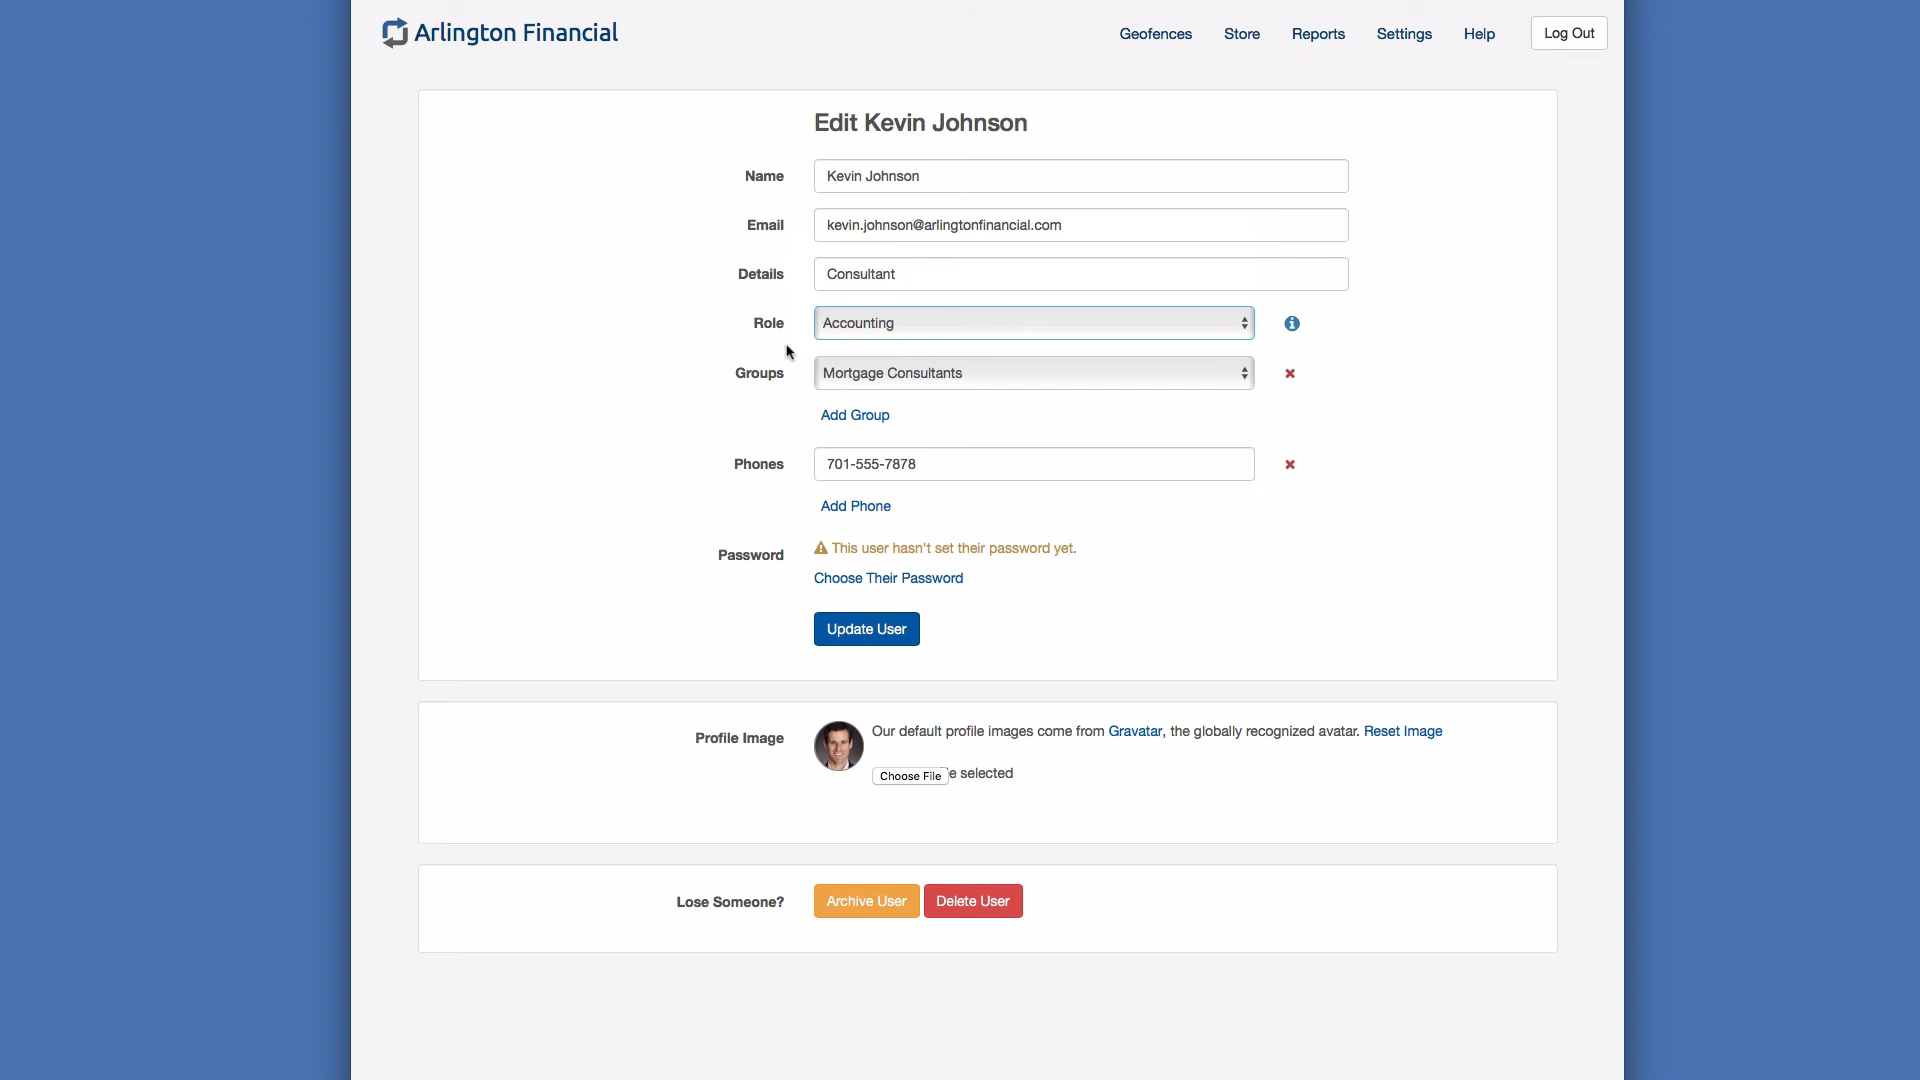 Arlington Financial
Geofences Store Reports Settings Help Log Out
Edit Kevin Johnson
Name Kevin Johnson
Email kevin.johnson@arlingtonfinancial.com
Details Consultant
Role Accounting
Groups Mortgage Consultants
Add Group
Phones 701-555-7878
Add Phone
This user hasn't set their password yet.
Password
Choose Their Password
Update User
Our default profile images come from Gravatar, the globally recognized avatar. Reset Image
Profile Image
Choose File e selected
Lose Someone? Archive User Delete User